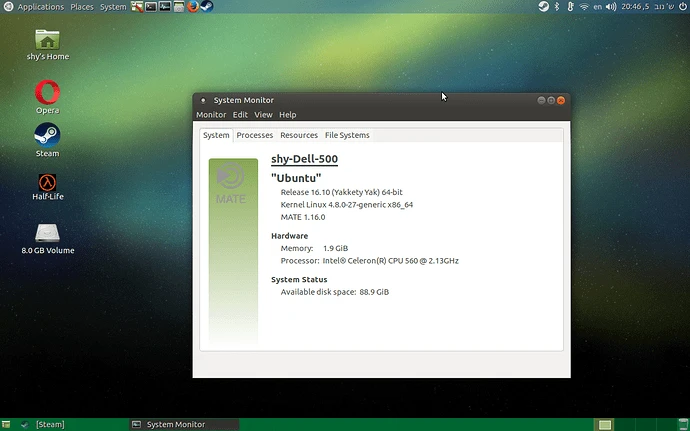 Applications Places System en 20:46 ,5 ש' נוב
shy's Home
Opera
Steam
Half-Life
8.0 GB Volume
System Monitor
Monitor Edit View Help
System Processes Resources File Systems
MATE
shy-Dell-500
"Ubuntu"
Release 16.10 (Yakkety Yak) 64-bit
Kernel Linux 4.8.0-27-generic x86_64
MATE 1.16.0
Hardware
Memory: 1.9 GiB
Processor: Intel® Celeron(R) CPU 560 @ 2.13GHz
System Status
Available disk space: 88.9 GiB
[Steam] System Monitor